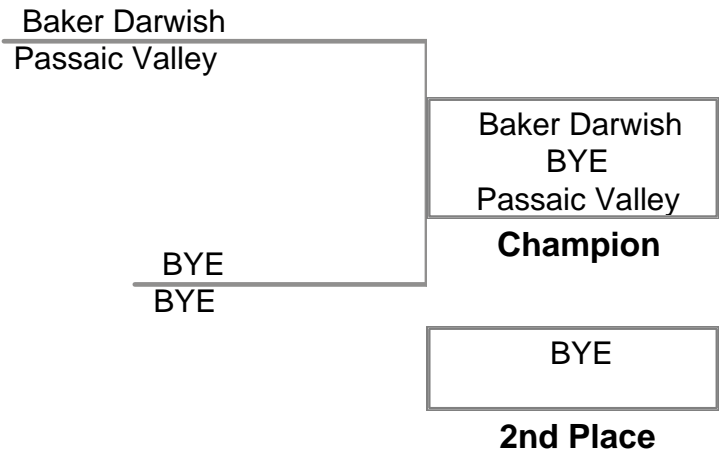 Baker Darwish
Passaic Valley
Baker Darwish
BYE
Passaic Valley
Champion
BYE
BYE
BYE
2nd Place